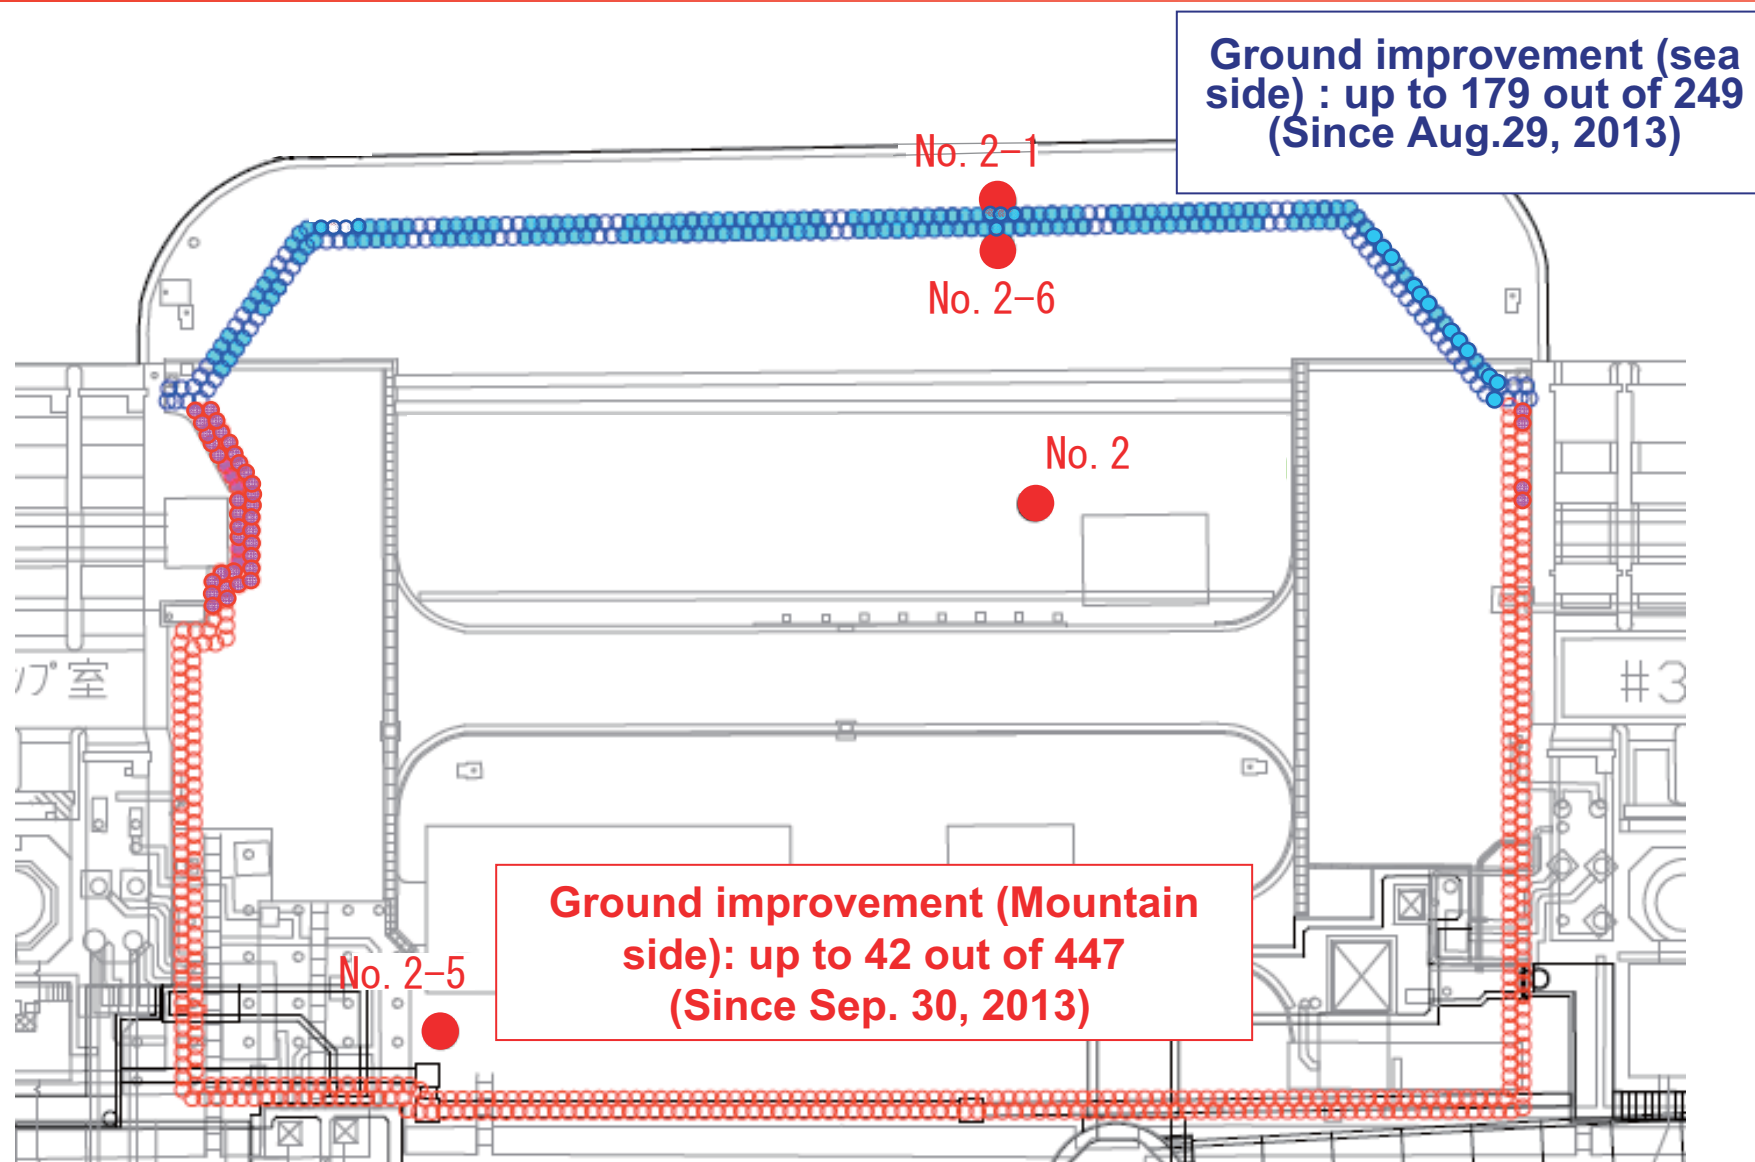 Ground improvement (sea
side) : up to 179 out of 249
(Since Aug.29, 2013)
No. 2-1
No. 2-6
No. 2
室
#3
Ground improvement (Mountain
side): up to 42 out of 447
(Since Sep. 30, 2013)
No. 2-5